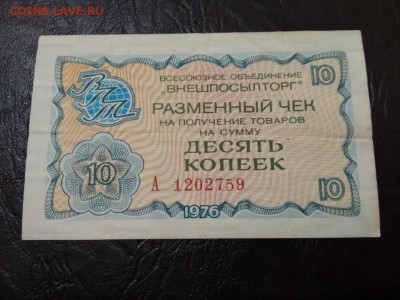 COINS.LAVE.RU
ВПТ
ВСЕСОЮЗНОЕ ОБЪЕДИНЕНИЕ
„ВНЕШПОСЫЛТОРГ"
10
РАЗМЕННЫЙ ЧЕК
НА ПОЛУЧЕНИЕ ТОВАРОВ
НА СУММУ
ДЕСЯТЬ
КОПЕЕК
10
А 1202759
10
1976